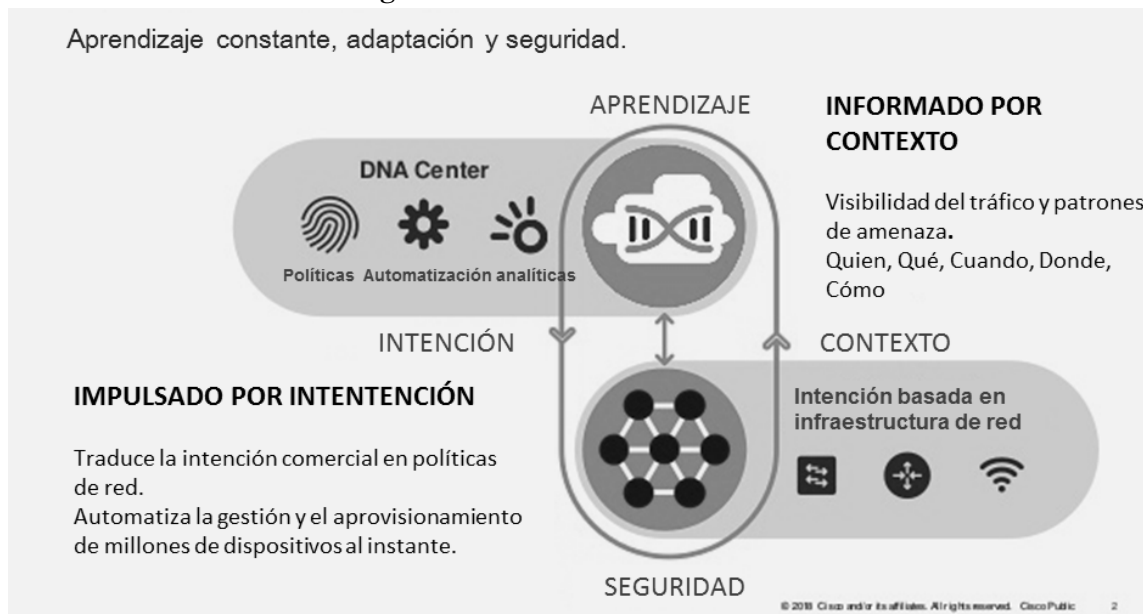 Aprendizaje constante, adaptación y seguridad.
APRENDIZAJE
INFORMADO POR
CONTEXTO
DNA Center
Políticas Automatización analíticas
Visibilidad del tráfico y patrones
de amenaza.
Quien, Qué, Cuando, Donde,
Cómo
INTENCIÓN
CONTEXTO
IMPULSADO POR INTENTENCIÓN
Traduce la intención comercial en políticas
de red.
Automatiza la gestión y el aprovisionamiento
de millones de dispositivos al instante.
Intención basada en
infraestructura de red
SEGURIDAD
© 2018 Cisco and/or its affiliates. All rights reserved. Cisco Public 2